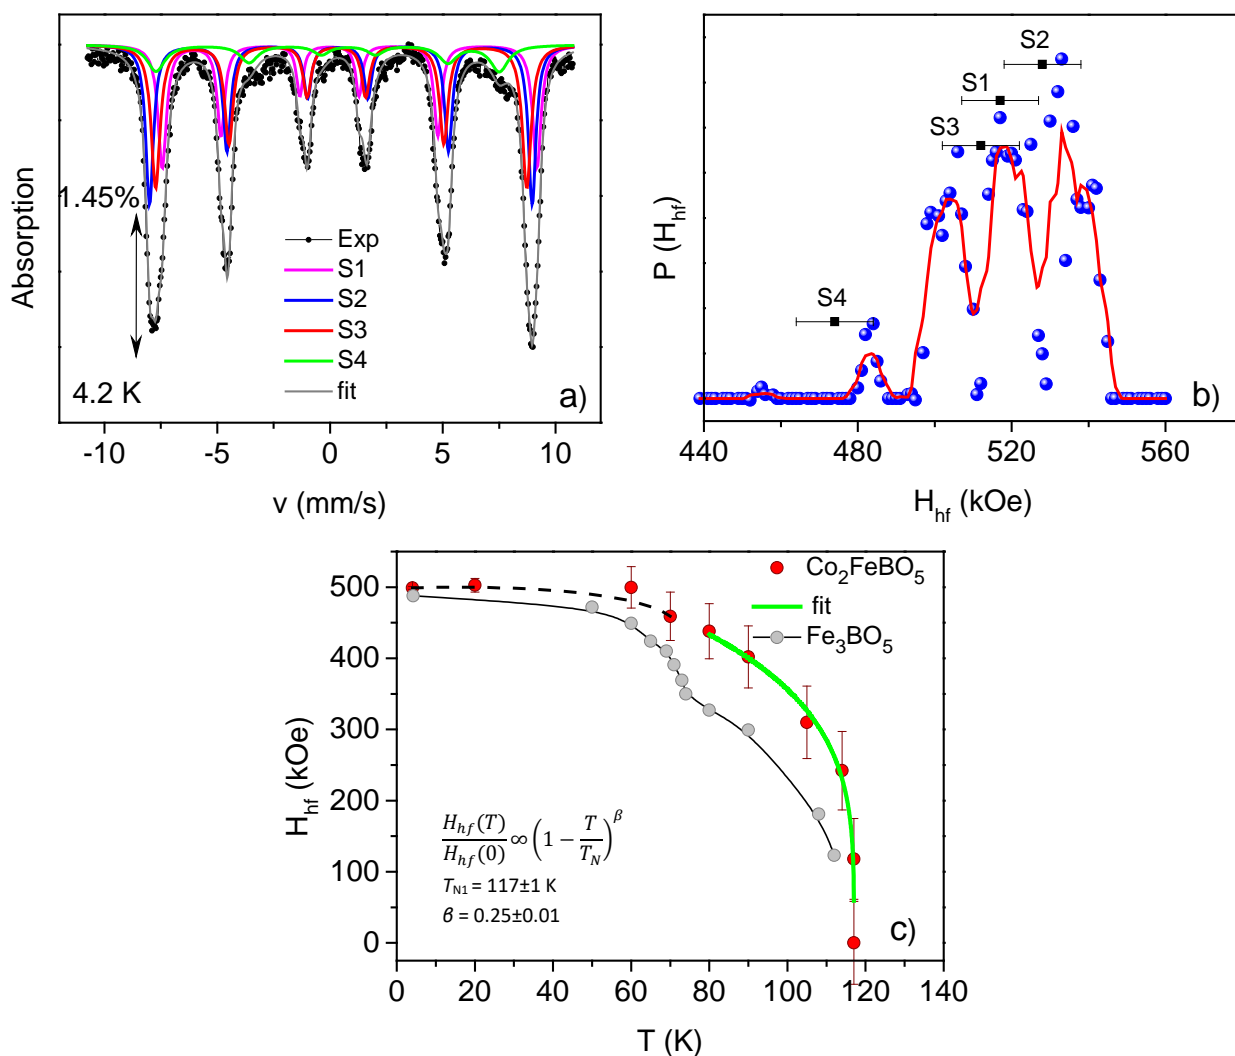 Absorption
1.45%
4.2 K
Exp
S1
S2
S3
S4
fit
a)
-10 -5 0 5 10
v (mm/s)
P (H_hf)
S2
S1
S3
S4
b)
440 480 520 560
H_hf (kOe)
H_hf (kOe)
500
400
300
200
100
0
Co₂FeBO₅
fit
Fe₃BO₅
H_hf(T)/H_hf(0) ∞ (1 − T/T_N)^β
T_N1 = 117±1 K
β = 0.25±0.01
c)
0 20 40 60 80 100 120 140
T (K)